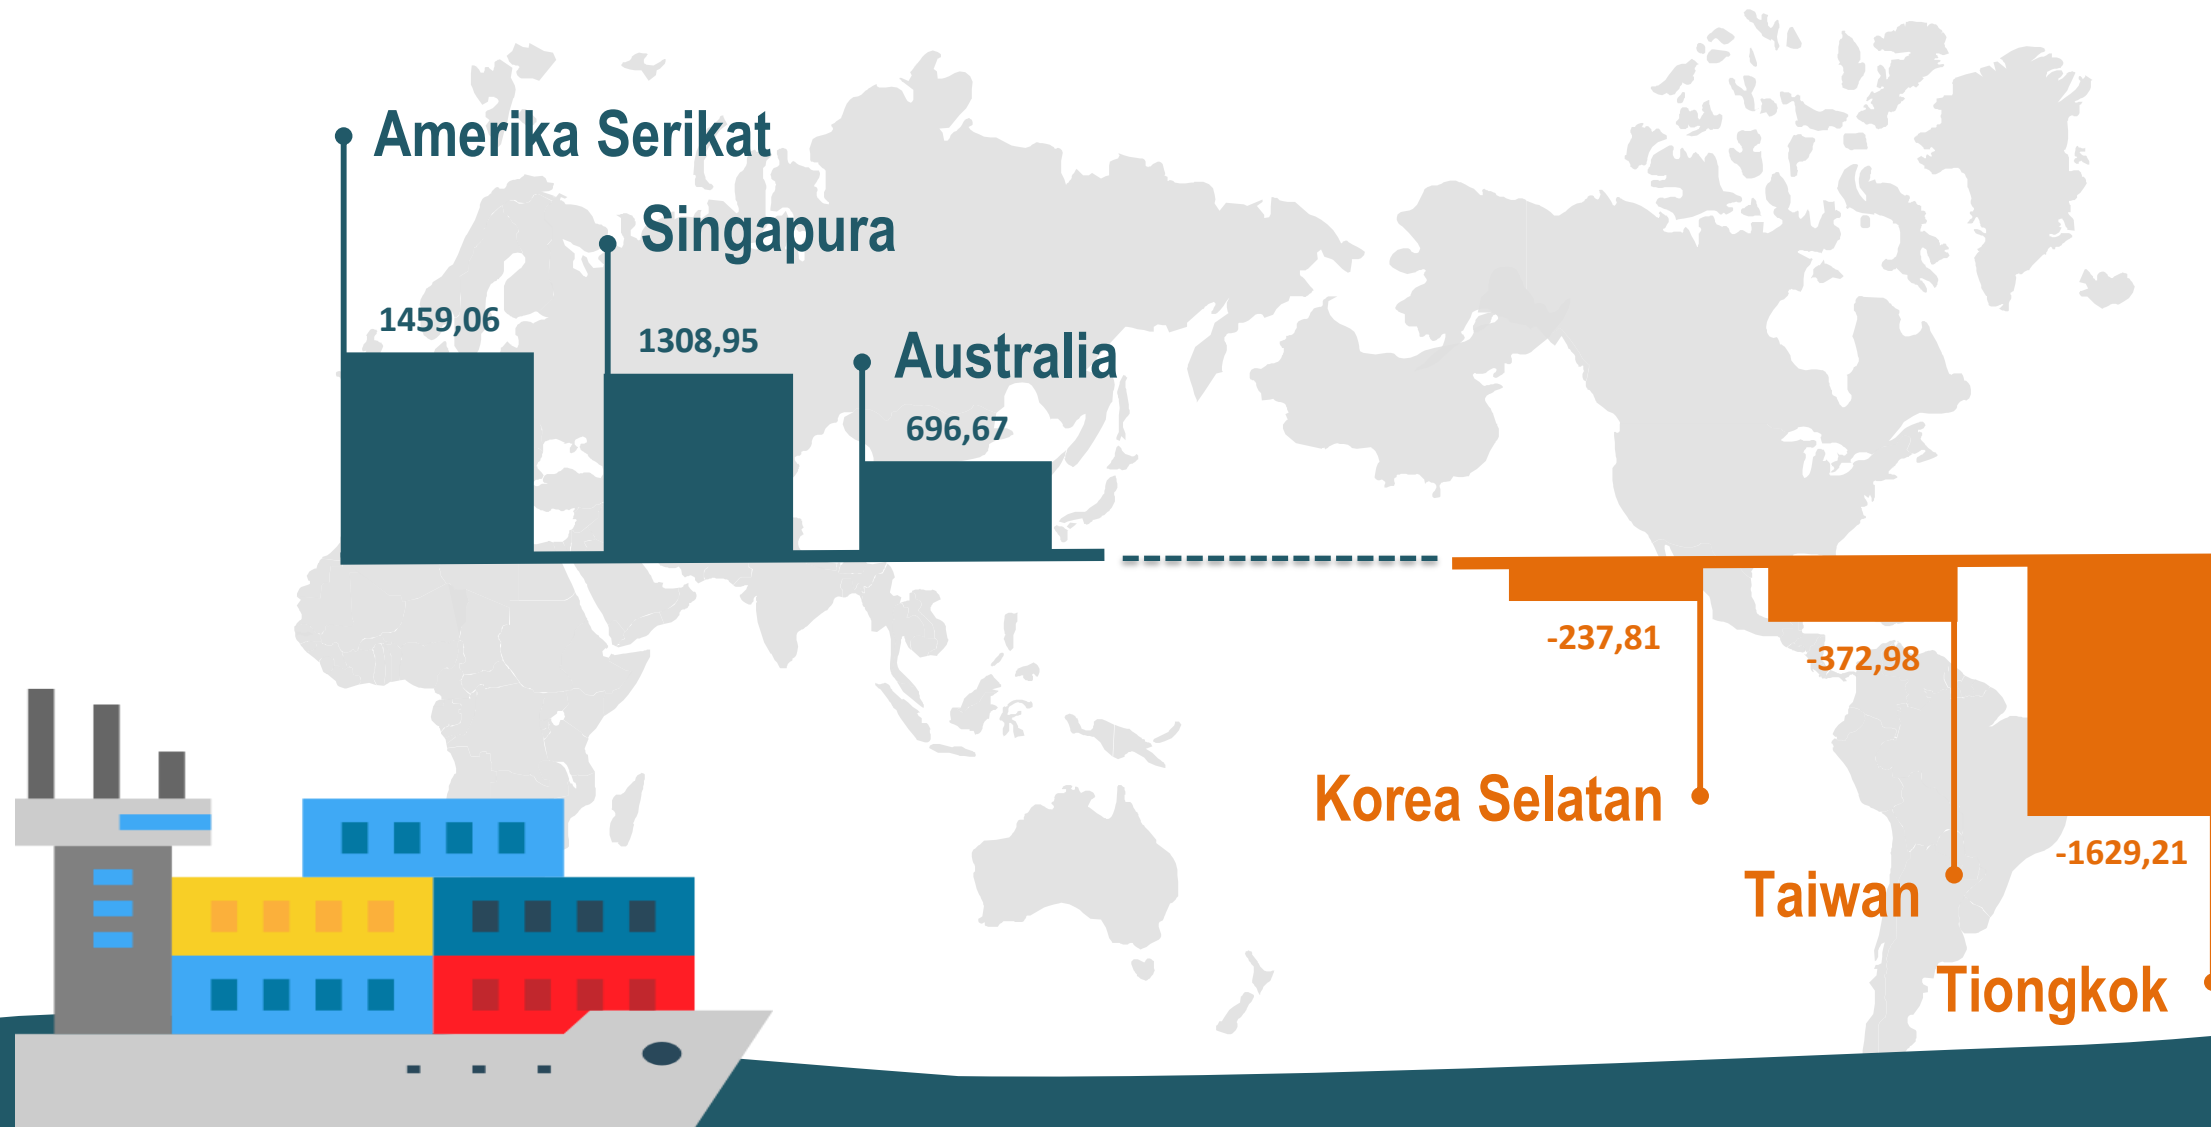 Amerika Serikat
1459,06
Singapura
1308,95
Australia
696,67
-237,81
Korea Selatan
-372,98
Taiwan
-1629,21
Tiongkok